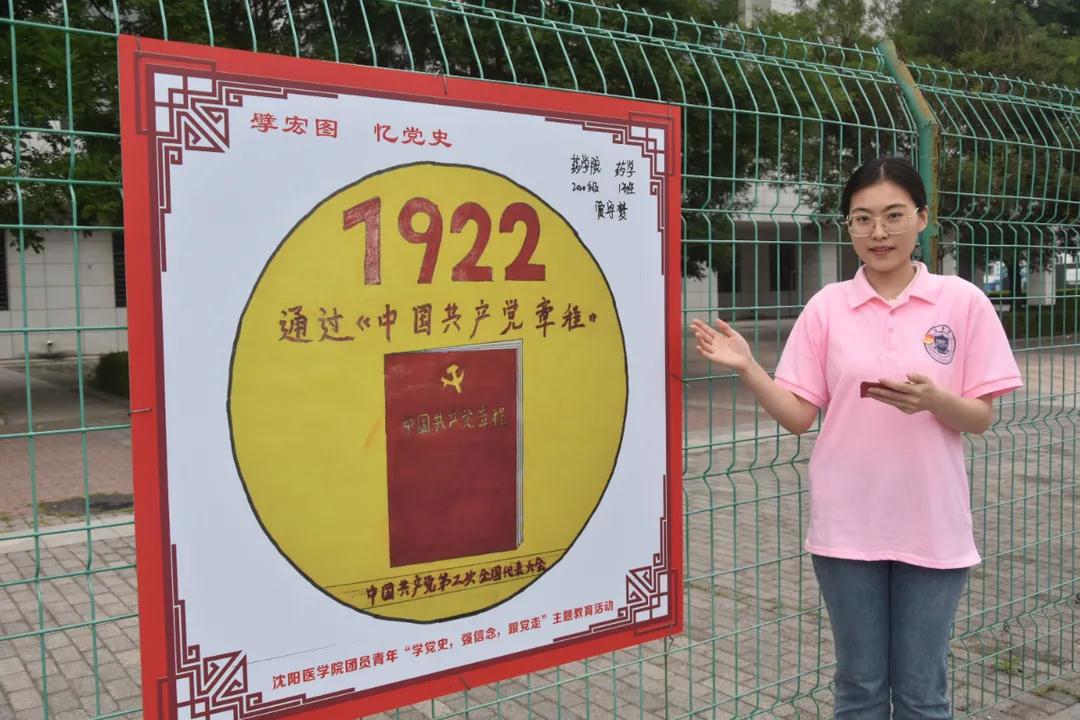 擘宏图 忆党史
药学院 药学
2020级 1班
1922
通过《中国共产党章程》
中国共产党章程
中国共产党第二次全国代表大会
沈阳医学院团员青年“学党史，强信念，跟党走”主题教育活动